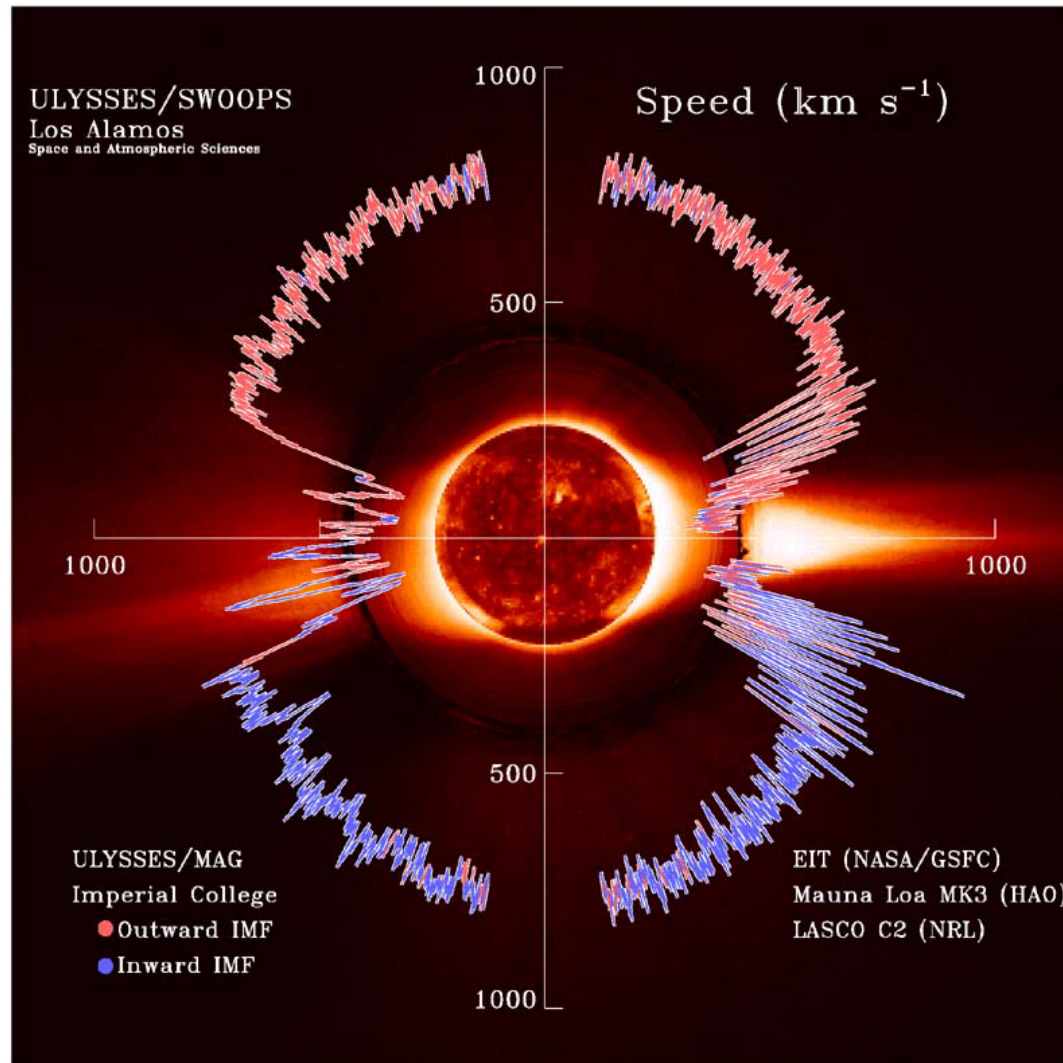 1000
ULYSSES/SWOOPS
Los Alamos
Space and Atmospheric Sciences
Speed (km s⁻¹)
500
1000
1000
500
ULYSSES/MAG
Imperial College
Outward IMF
Inward IMF
EIT (NASA/GSFC)
Mauna Loa MK3 (HAO)
LASCO C2 (NRL)
1000